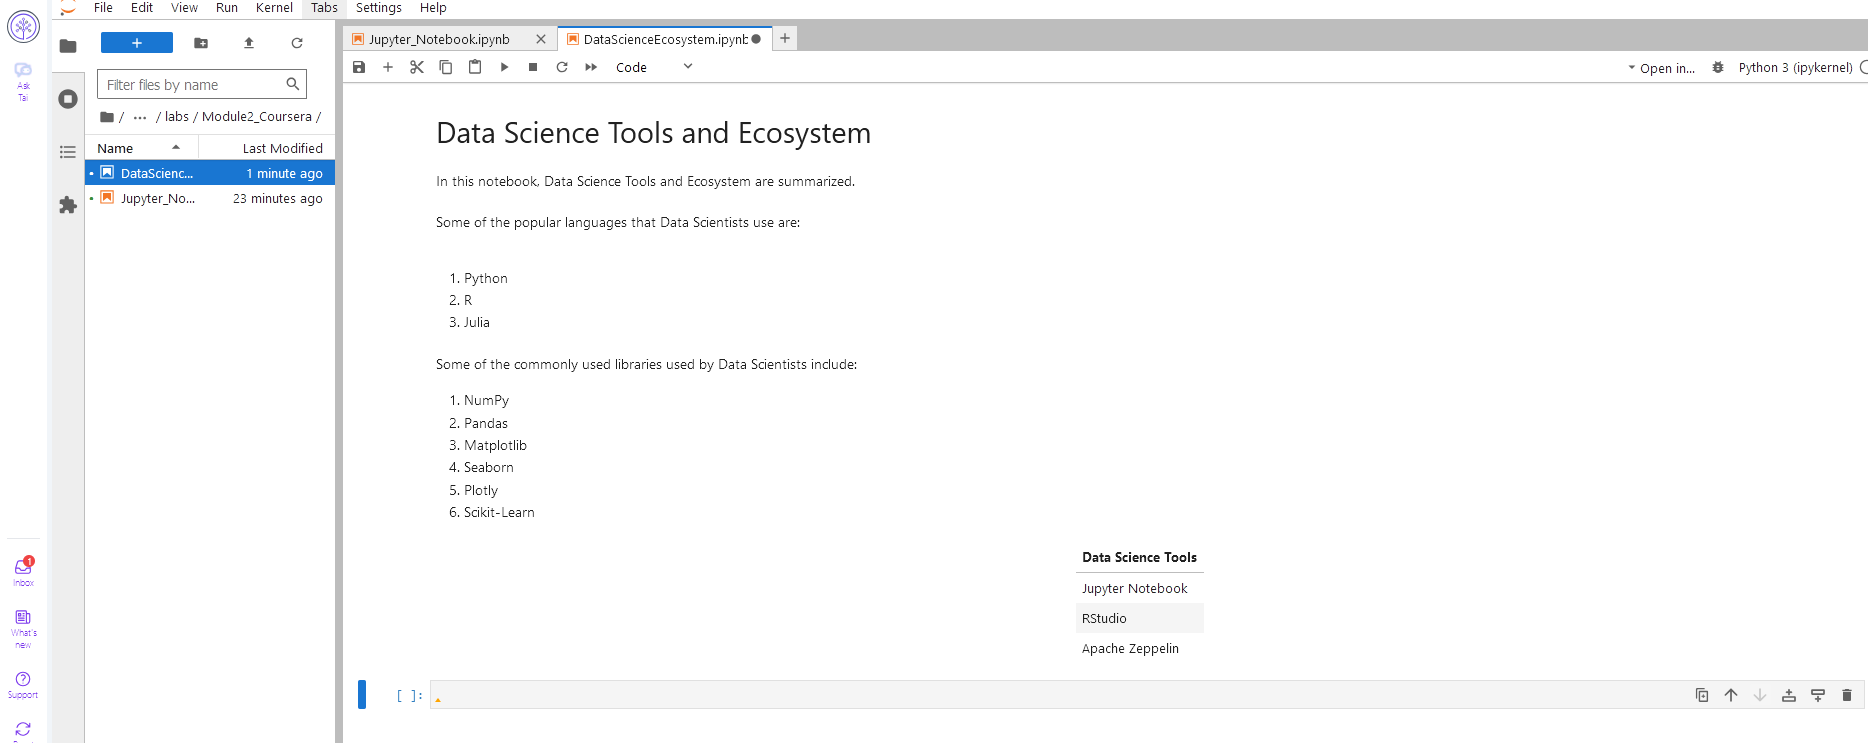 File Edit View Run Kernel Tabs Settings Help
Ask
Tai
Jupyter_Notebook.ipynb
DataScienceEcosystem.ipynb
Code
Open in...
Python 3 (ipykernel)
Filter files by name
/ ... / labs / Module2_Coursera /
Name Last Modified
DataScienc... 1 minute ago
Jupyter_No... 23 minutes ago
Data Science Tools and Ecosystem
In this notebook, Data Science Tools and Ecosystem are summarized.
Some of the popular languages that Data Scientists use are:
1. Python
2. R
3. Julia
Some of the commonly used libraries used by Data Scientists include:
1. NumPy
2. Pandas
3. Matplotlib
4. Seaborn
5. Plotly
6. Scikit-Learn
Data Science Tools
Jupyter Notebook
RStudio
Apache Zeppelin
[ ]:
1
Inbox
What's
new
Support